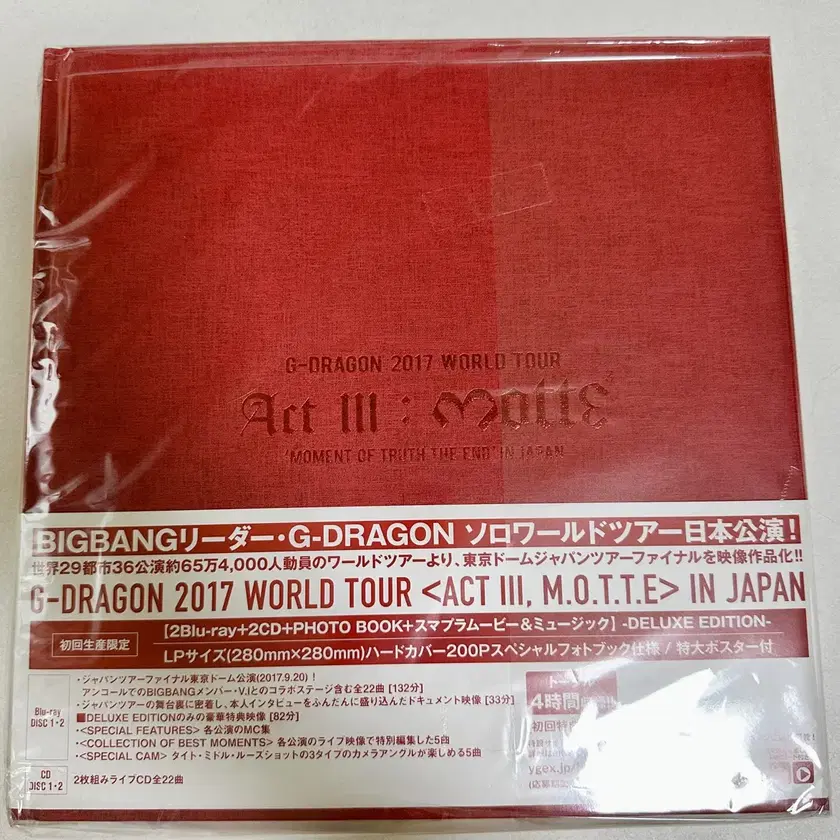 G-DRAGON 2017 WORLD TOUR
Act III : Motte
'MOMENT OF TRUTH THE END' IN JAPAN
BIGBANGリーダー・G-DRAGON ソロワールドツアー日本公演!
世界29都市36公演約65万4,000人動員のワールドツアーより、東京ドームジャパンツアーファイナルを映像作品化!!
G-DRAGON 2017 WORLD TOUR <ACT III, M.O.T.T.E> IN JAPAN
初回生産限定
【2Blu-ray+2CD+PHOTO BOOK+スマプラムービー&ミュージック】-DELUXE EDITION-
LPサイズ(280mm×280mm)ハードカバー200Pスペシャルフォトブック仕様 / 特大ポスター付
Blu-ray DISC 1・2
・ジャパンツアーファイナル東京ドーム公演(2017.9.20)!
アンコールでのBIGBANGメンバー・V.Iとのコラボステージ含む全22曲 [132分]
・ジャパンツアーの舞台裏に密着し、本人インタビューをふんだんに盛り込んだドキュメント映像 [33分]
■DELUXE EDITIONのみの豪華特典映像 [82分]
・<SPECIAL FEATURES> 各公演のMC集
・<COLLECTION OF BEST MOMENTS> 各公演のライブ映像で特別編集した5曲
・<SPECIAL CAM> タイト・ミドル・ルーズショットの3タイプのカメラアングルが楽しめる5曲
CD DISC 1・2
2枚組みライブCD全22曲
4時間
初回特
ygex.jp/